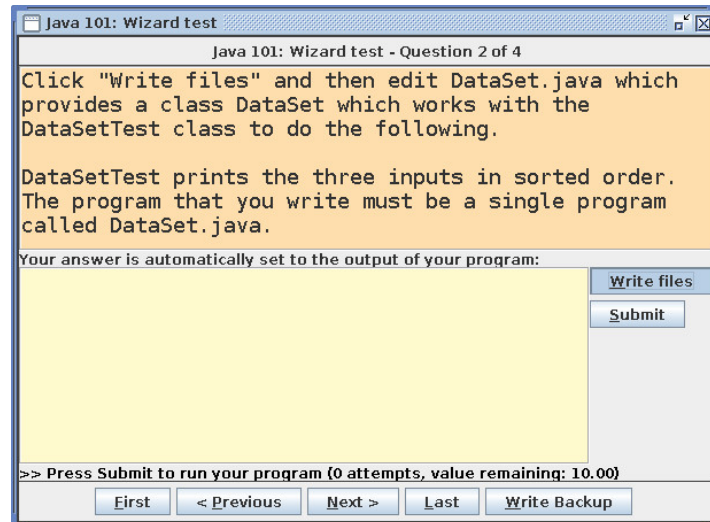 Java 101: Wizard test
Java 101: Wizard test - Question 2 of 4
Click "Write files" and then edit DataSet.java which
provides a class DataSet which works with the
DataSetTest class to do the following.
DataSetTest prints the three inputs in sorted order.
The program that you write must be a single program
called DataSet.java.
Your answer is automatically set to the output of your program:
Write files
Submit
>> Press Submit to run your program (0 attempts, value remaining: 10.00)
First < Previous Next > Last Write Backup